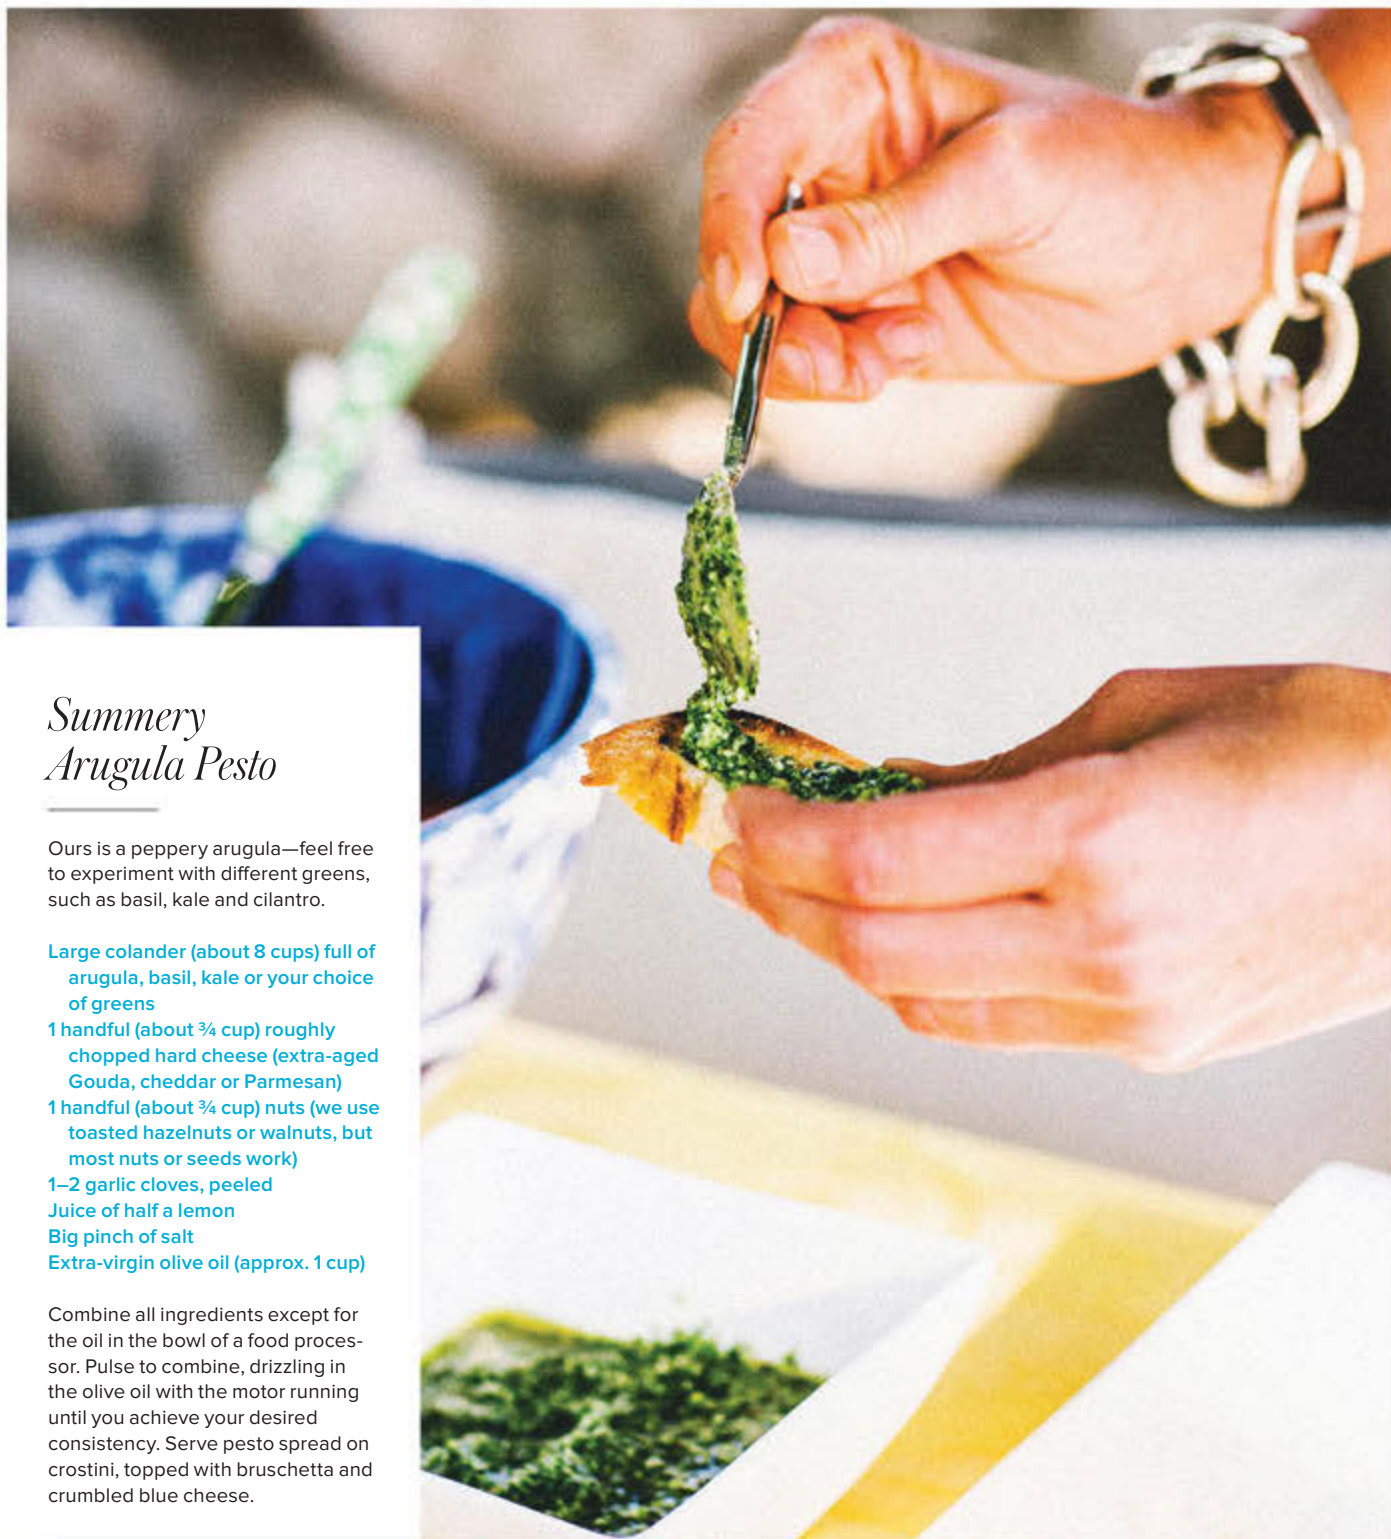 Summery
Arugula Pesto
Ours is a peppery arugula—feel free
to experiment with different greens,
such as basil, kale and cilantro.
Large colander (about 8 cups) full of
arugula, basil, kale or your choice
of greens
1 handful (about ¾ cup) roughly
chopped hard cheese (extra-aged
Gouda, cheddar or Parmesan)
1 handful (about ¾ cup) nuts (we use
toasted hazelnuts or walnuts, but
most nuts or seeds work)
1–2 garlic cloves, peeled
Juice of half a lemon
Big pinch of salt
Extra-virgin olive oil (approx. 1 cup)
Combine all ingredients except for
the oil in the bowl of a food proces-
sor. Pulse to combine, drizzling in
the olive oil with the motor running
until you achieve your desired
consistency. Serve pesto spread on
crostini, topped with bruschetta and
crumbled blue cheese.